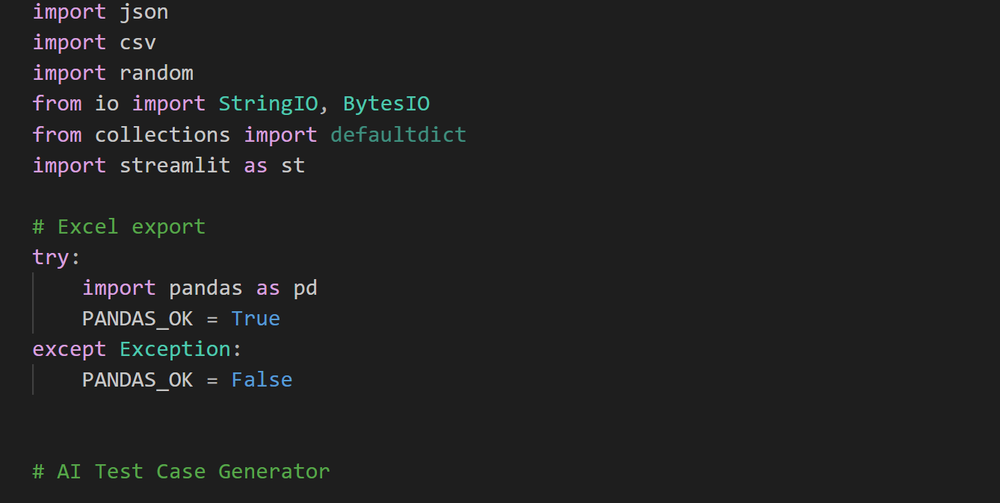 import json
import csv
import random
from io import StringIO, BytesIO
from collections import defaultdict
import streamlit as st
# Excel export
try:
    import pandas as pd
    PANDAS_OK = True
except Exception:
    PANDAS_OK = False
# AI Test Case Generator